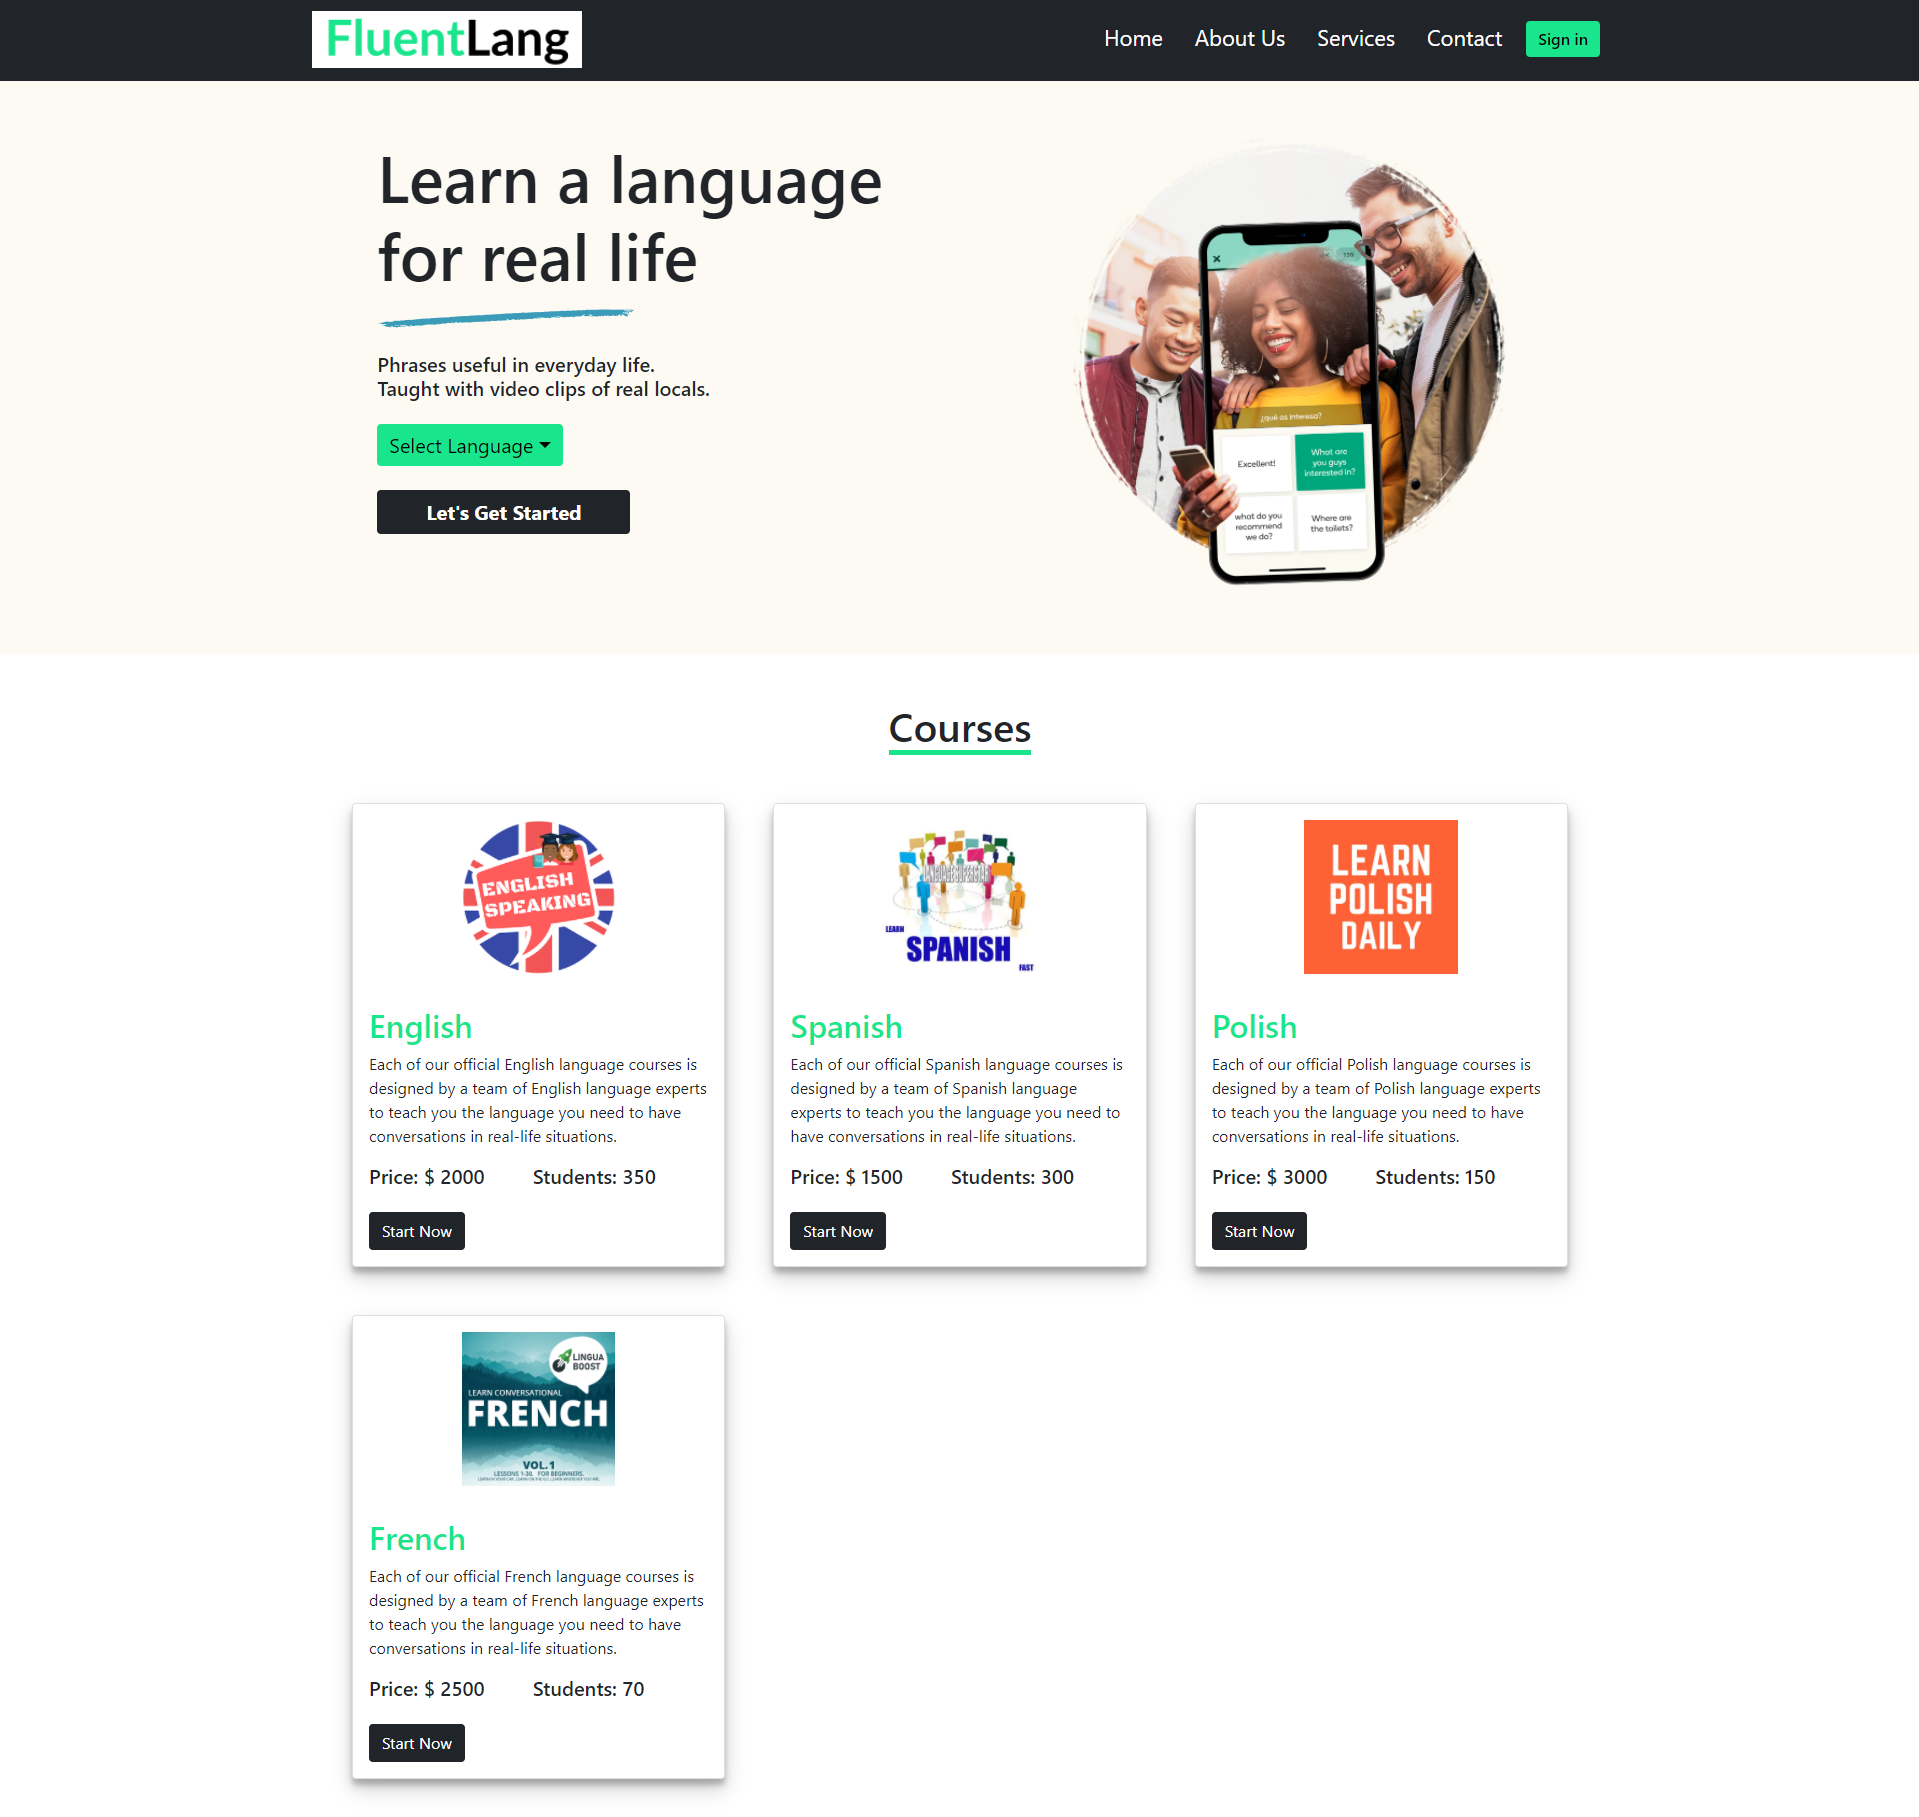 FluentLang
Home About Us Services Contact Sign in
Learn a language
for real life
Phrases useful in everyday life.
Taught with video clips of real locals.
Select Language
Let's Get Started
¿qué os interesa?
Excellent!
What are
you guys
interested in?
what do you
recommend
we do?
Where are
the toilets?
Courses
ENGLISH
SPEAKING
English
Each of our official English language courses is
designed by a team of English language experts
to teach you the language you need to have
conversations in real-life situations.
Price: $ 2000 Students: 350
Start Now
LANGUAGE SUPERSTAR
LEARN
SPANISH
FAST
Spanish
Each of our official Spanish language courses is
designed by a team of Spanish language
experts to teach you the language you need to
have conversations in real-life situations.
Price: $ 1500 Students: 300
Start Now
LEARN
POLISH
DAILY
Polish
Each of our official Polish language courses is
designed by a team of Polish language experts
to teach you the language you need to have
conversations in real-life situations.
Price: $ 3000 Students: 150
Start Now
LINGUA
BOOST
LEARN CONVERSATIONAL
FRENCH
VOL.1
LESSONS 1-30. FOR BEGINNERS.
French
Each of our official French language courses is
designed by a team of French language experts
to teach you the language you need to have
conversations in real-life situations.
Price: $ 2500 Students: 70
Start Now